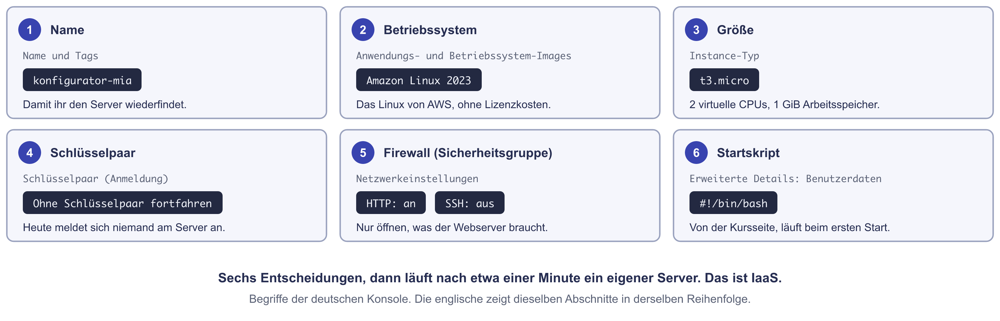 1 Name
Name und Tags
konfigurator-mia
Damit ihr den Server wiederfindet.
2 Betriebssystem
Anwendungs- und Betriebssystem-Images
Amazon Linux 2023
Das Linux von AWS, ohne Lizenzkosten.
3 Größe
Instance-Typ
t3.micro
2 virtuelle CPUs, 1 GiB Arbeitsspeicher.
4 Schlüsselpaar
Schlüsselpaar (Anmeldung)
Ohne Schlüsselpaar fortfahren
Heute meldet sich niemand am Server an.
5 Firewall (Sicherheitsgruppe)
Netzwerkeinstellungen
HTTP: an SSH: aus
Nur öffnen, was der Webserver braucht.
6 Startskript
Erweiterte Details: Benutzerdaten
#!/bin/bash
Von der Kursseite, läuft beim ersten Start.
Sechs Entscheidungen, dann läuft nach etwa einer Minute ein eigener Server. Das ist IaaS.
Begriffe der deutschen Konsole. Die englische zeigt dieselben Abschnitte in derselben Reihenfolge.